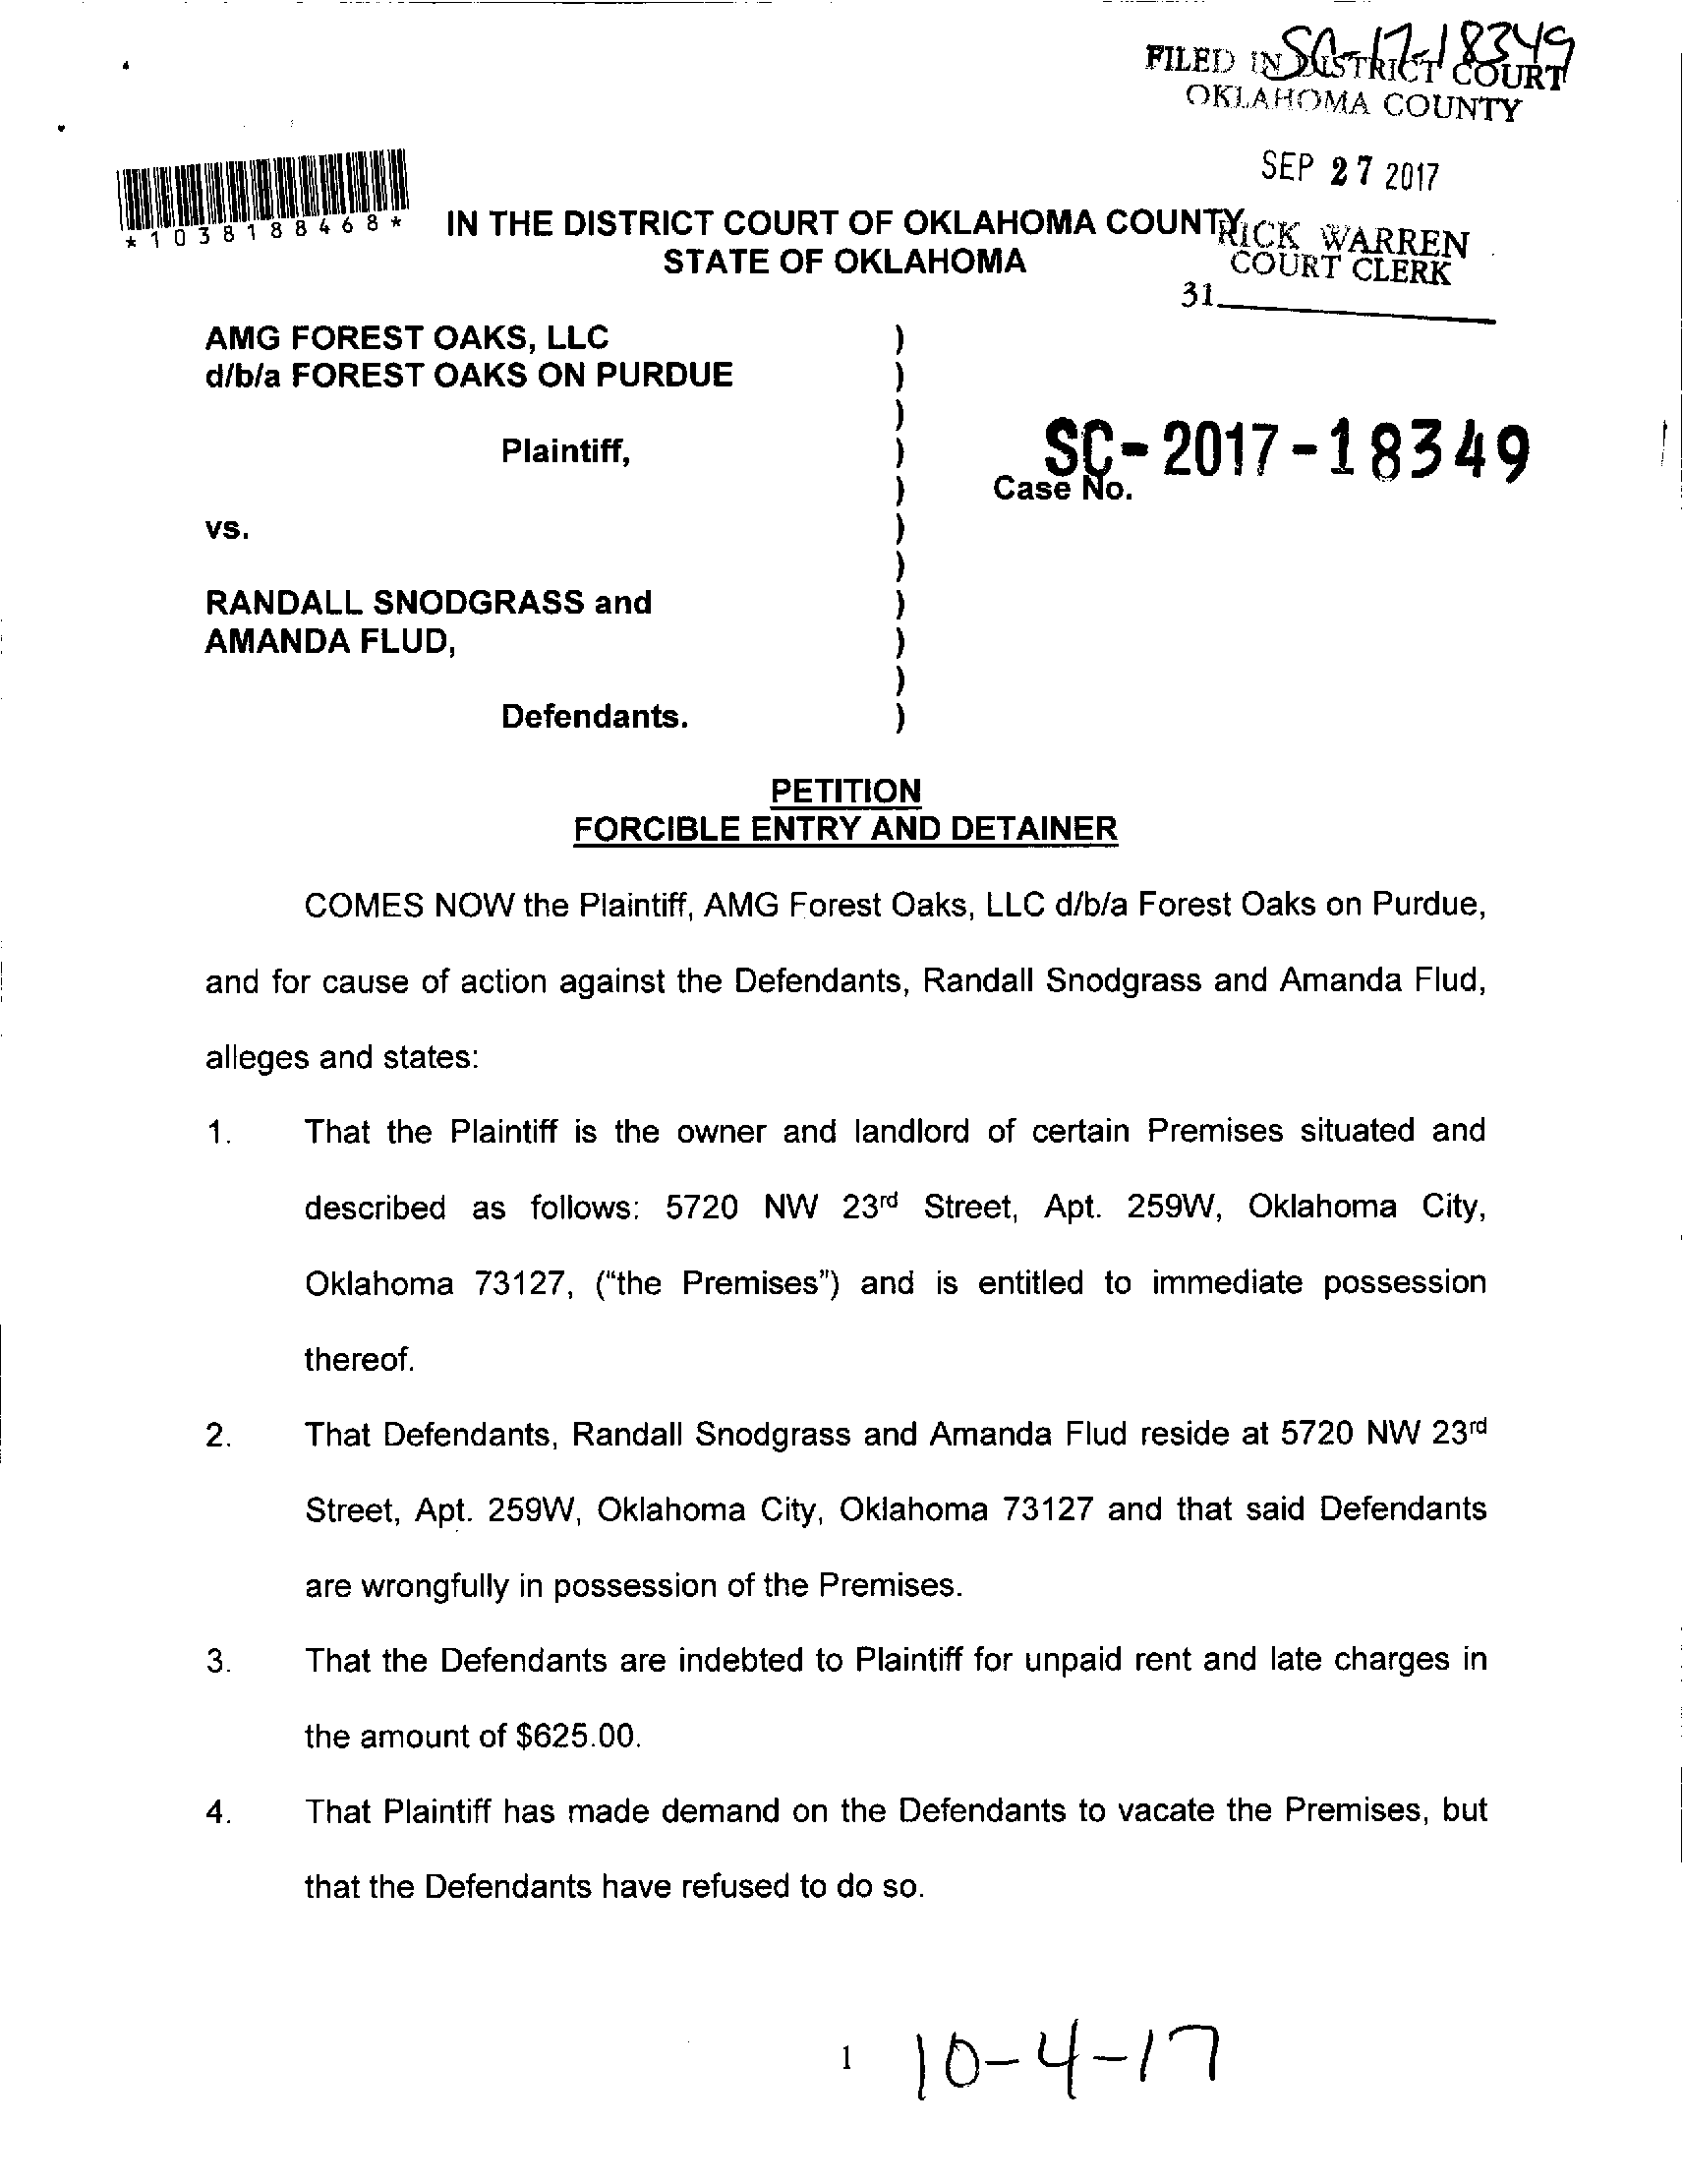 SC-17-18349
FILED IN DISTRICT COURT
OKLAHOMA COUNTY
SEP 27 2017
*1038188468*
IN THE DISTRICT COURT OF OKLAHOMA COUNTY
STATE OF OKLAHOMA
RICK WARREN
COURT CLERK
31
AMG FOREST OAKS, LLC )
d/b/a FOREST OAKS ON PURDUE )
)
Plaintiff, )
SC-2017-18349
) Case No.
vs. )
)
RANDALL SNODGRASS and )
AMANDA FLUD, )
)
Defendants. )
PETITION
FORCIBLE ENTRY AND DETAINER
COMES NOW the Plaintiff, AMG Forest Oaks, LLC d/b/a Forest Oaks on Purdue,
and for cause of action against the Defendants, Randall Snodgrass and Amanda Flud,
alleges and states:
1. That the Plaintiff is the owner and landlord of certain Premises situated and
described as follows: 5720 NW 23rd Street, Apt. 259W, Oklahoma City,
Oklahoma 73127, ("the Premises") and is entitled to immediate possession
thereof.
2. That Defendants, Randall Snodgrass and Amanda Flud reside at 5720 NW 23rd
Street, Apt. 259W, Oklahoma City, Oklahoma 73127 and that said Defendants
are wrongfully in possession of the Premises.
3. That the Defendants are indebted to Plaintiff for unpaid rent and late charges in
the amount of $625.00.
4. That Plaintiff has made demand on the Defendants to vacate the Premises, but
that the Defendants have refused to do so.
1
10-4-17